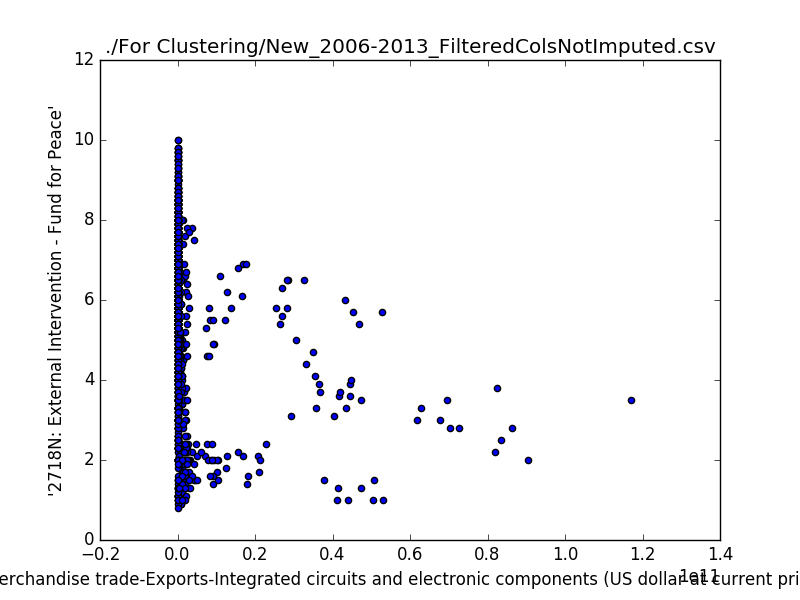 ./For Clustering/New_2006-2013_FilteredColsNotImputed.csv
12
10
8
6
4
2
0
'2718N: External Intervention - Fund for Peace'
−0.2 0.0 0.2 0.4 0.6 0.8 1.0 1.2 1.4
1e11
erchandise trade-Exports-Integrated circuits and electronic components (US dollar at current pri